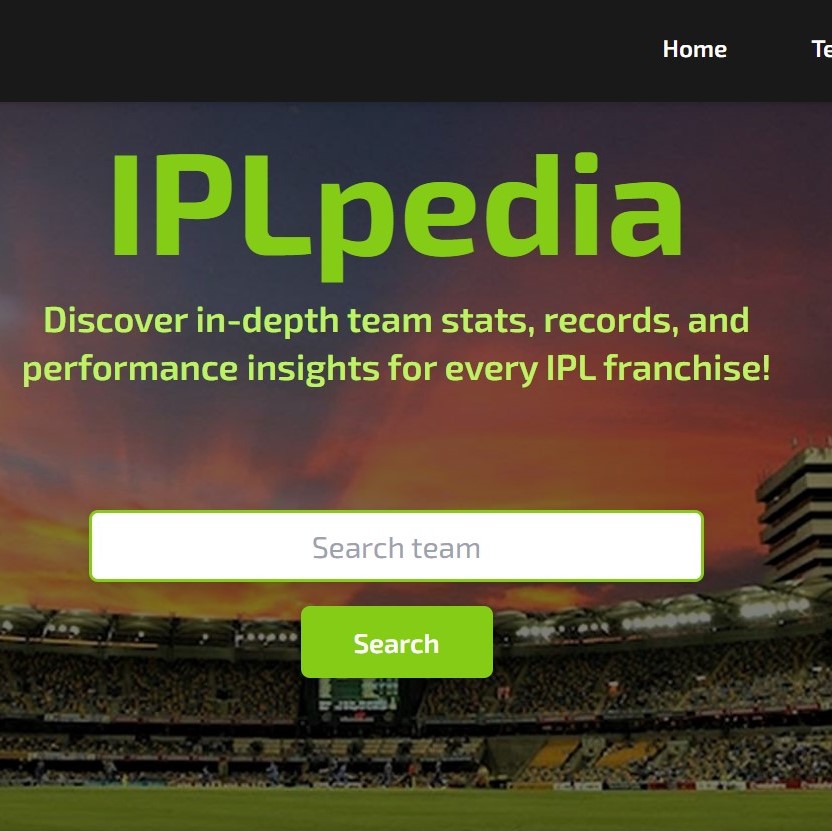 Home Te
IPLpedia
Discover in-depth team stats, records, and
performance insights for every IPL franchise!
Search team
Search